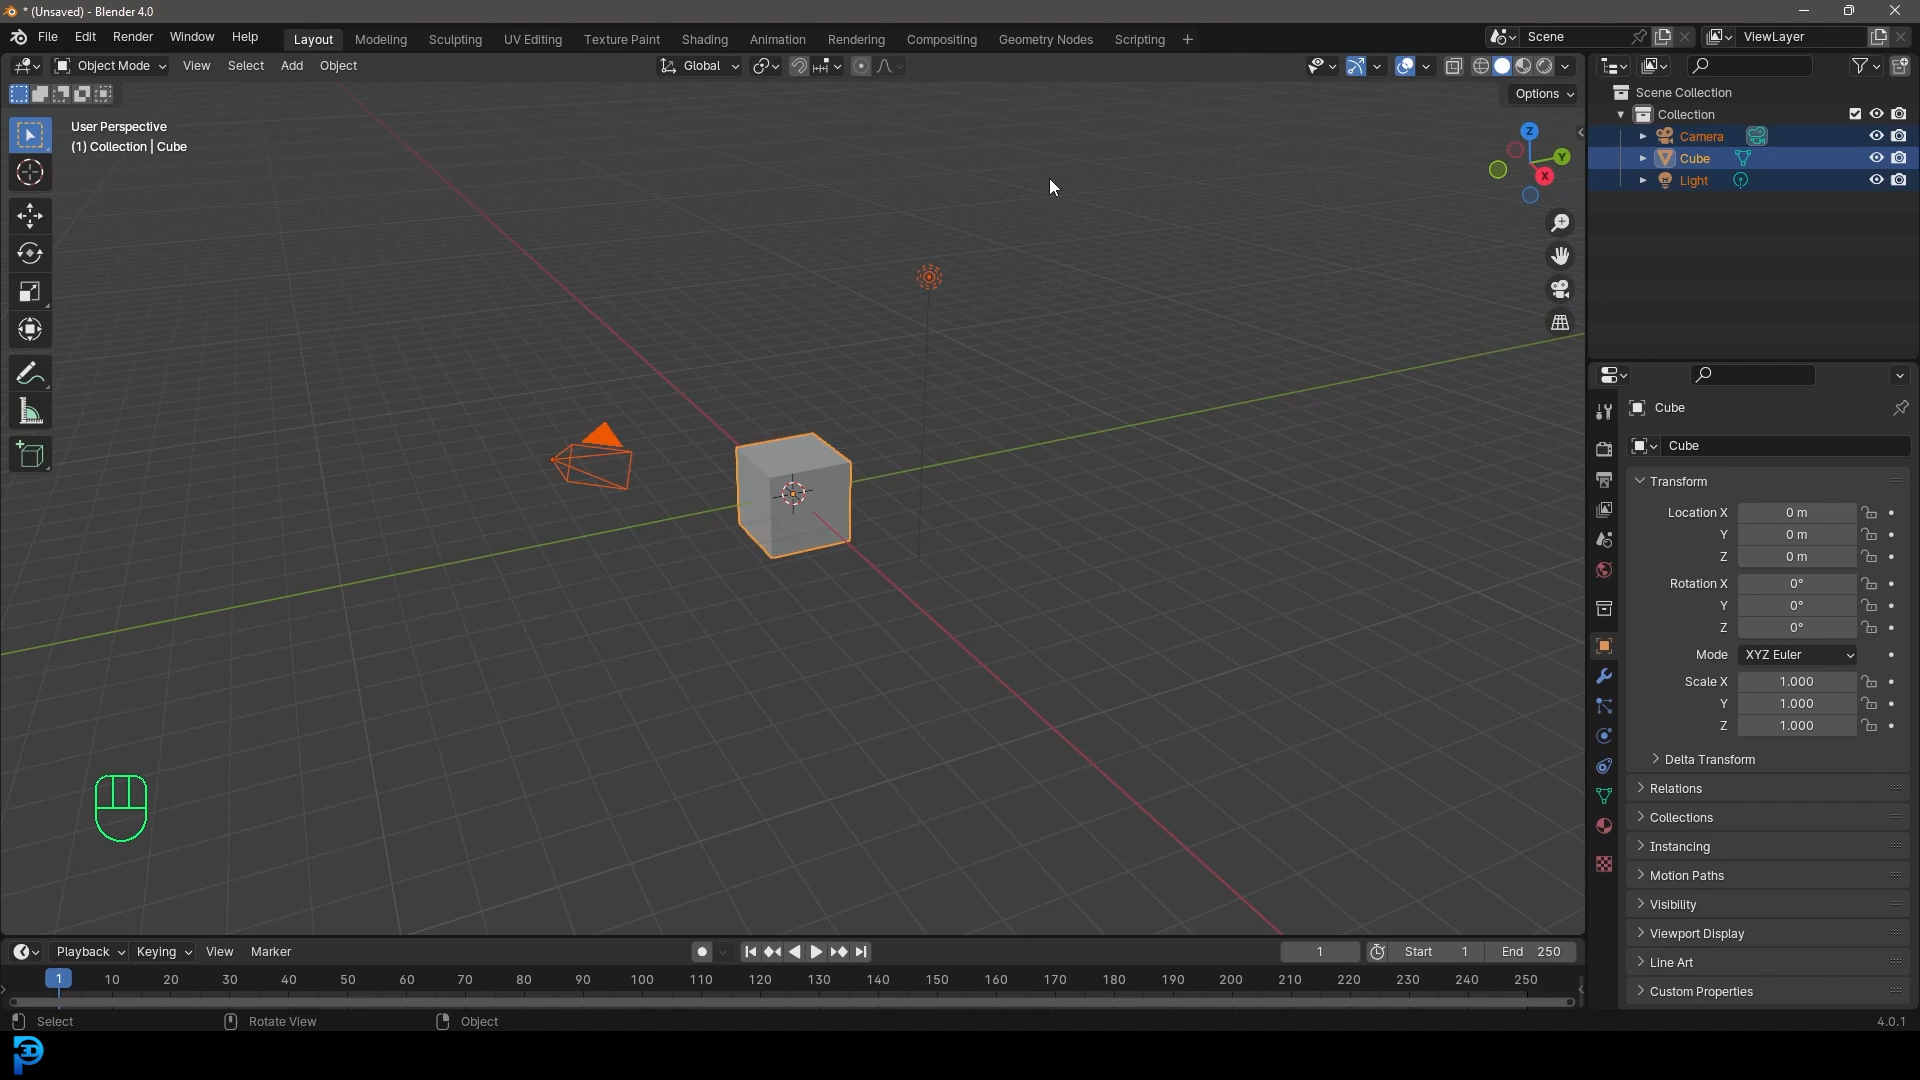 * (Unsaved) - Blender 4.0
File Edit Render Window Help Layout Modeling Sculpting UV Editing Texture Paint Shading Animation Rendering Compositing Geometry Nodes Scripting + Scene ViewLayer
Object Mode View Select Add Object Global
Options
User Perspective
(1) Collection | Cube
Z
Y
X
Scene Collection
Collection
Camera
Cube
Light
Cube
Cube
Transform
Location X 0 m
Y 0 m
Z 0 m
Rotation X 0°
Y 0°
Z 0°
Mode XYZ Euler
Scale X 1.000
Y 1.000
Z 1.000
Delta Transform
Relations
Collections
Instancing
Motion Paths
Visibility
Viewport Display
Line Art
Custom Properties
Playback Keying View Marker 1 Start 1 End 250
1 10 20 30 40 50 60 70 80 90 100 110 120 130 140 150 160 170 180 190 200 210 220 230 240 250
Select Rotate View Object 4.0.1
3D